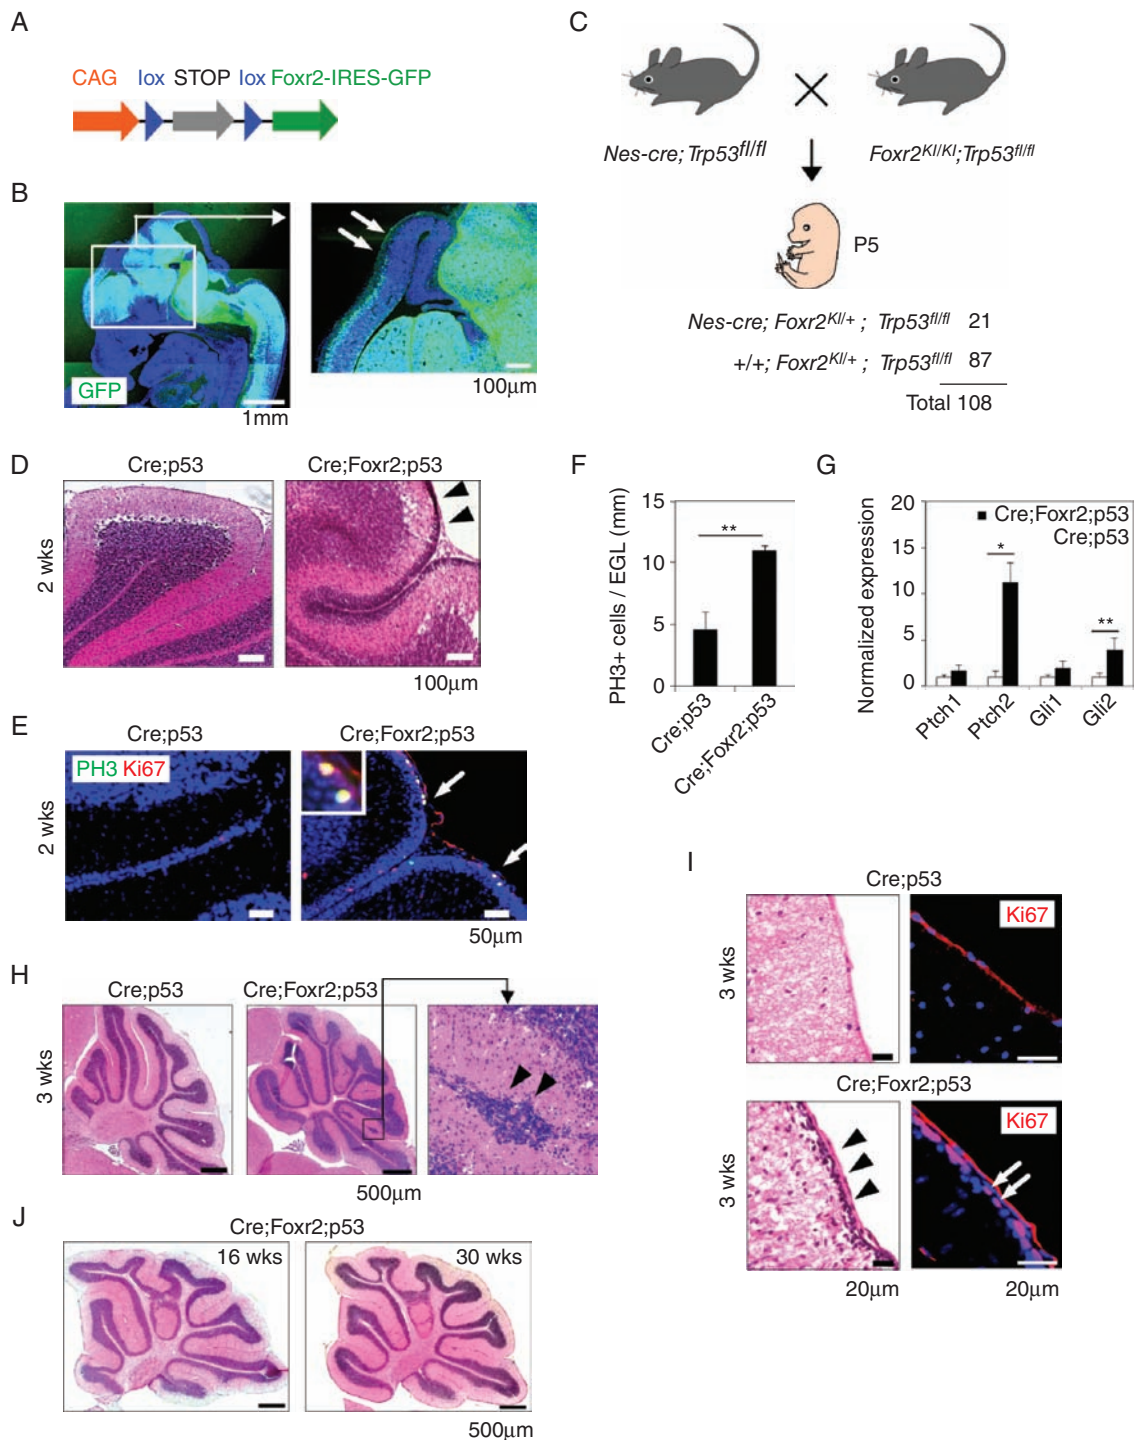 A
CAG lox STOP lox Foxr2-IRES-GFP
B
GFP
1mm
100μm
C
Nes-cre; Trp53fl/fl
Foxr2KI/KI;Trp53fl/fl
P5
Nes-cre; Foxr2KI/+ ; Trp53fl/fl 21
+/+; Foxr2KI/+ ; Trp53fl/fl 87
Total 108
D
Cre;p53
Cre;Foxr2;p53
2 wks
100μm
E
Cre;p53
Cre;Foxr2;p53
PH3 Ki67
2 wks
50μm
F
PH3+ cells / EGL (mm)
15
10
5
0
**
Cre;p53
Cre;Foxr2;p53
G
Normalized expression
20
15
10
5
0
Cre;Foxr2;p53
Cre;p53
*
**
Ptch1
Ptch2
Gli1
Gli2
H
Cre;p53
Cre;Foxr2;p53
3 wks
500μm
I
Cre;p53
Ki67
3 wks
Cre;Foxr2;p53
Ki67
3 wks
20μm
20μm
J
Cre;Foxr2;p53
16 wks
30 wks
500μm